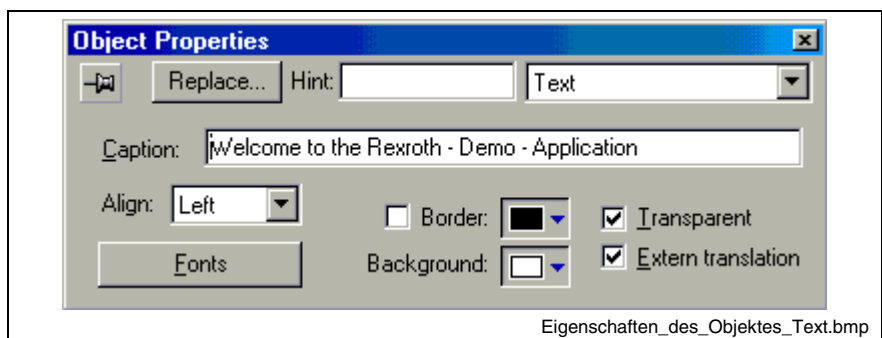 Object Properties
Replace... Hint: Text
Caption: Welcome to the Rexroth - Demo - Application
Align: Left Border: Transparent
Fonts Background: Extern translation
Eigenschaften_des_Objektes_Text.bmp